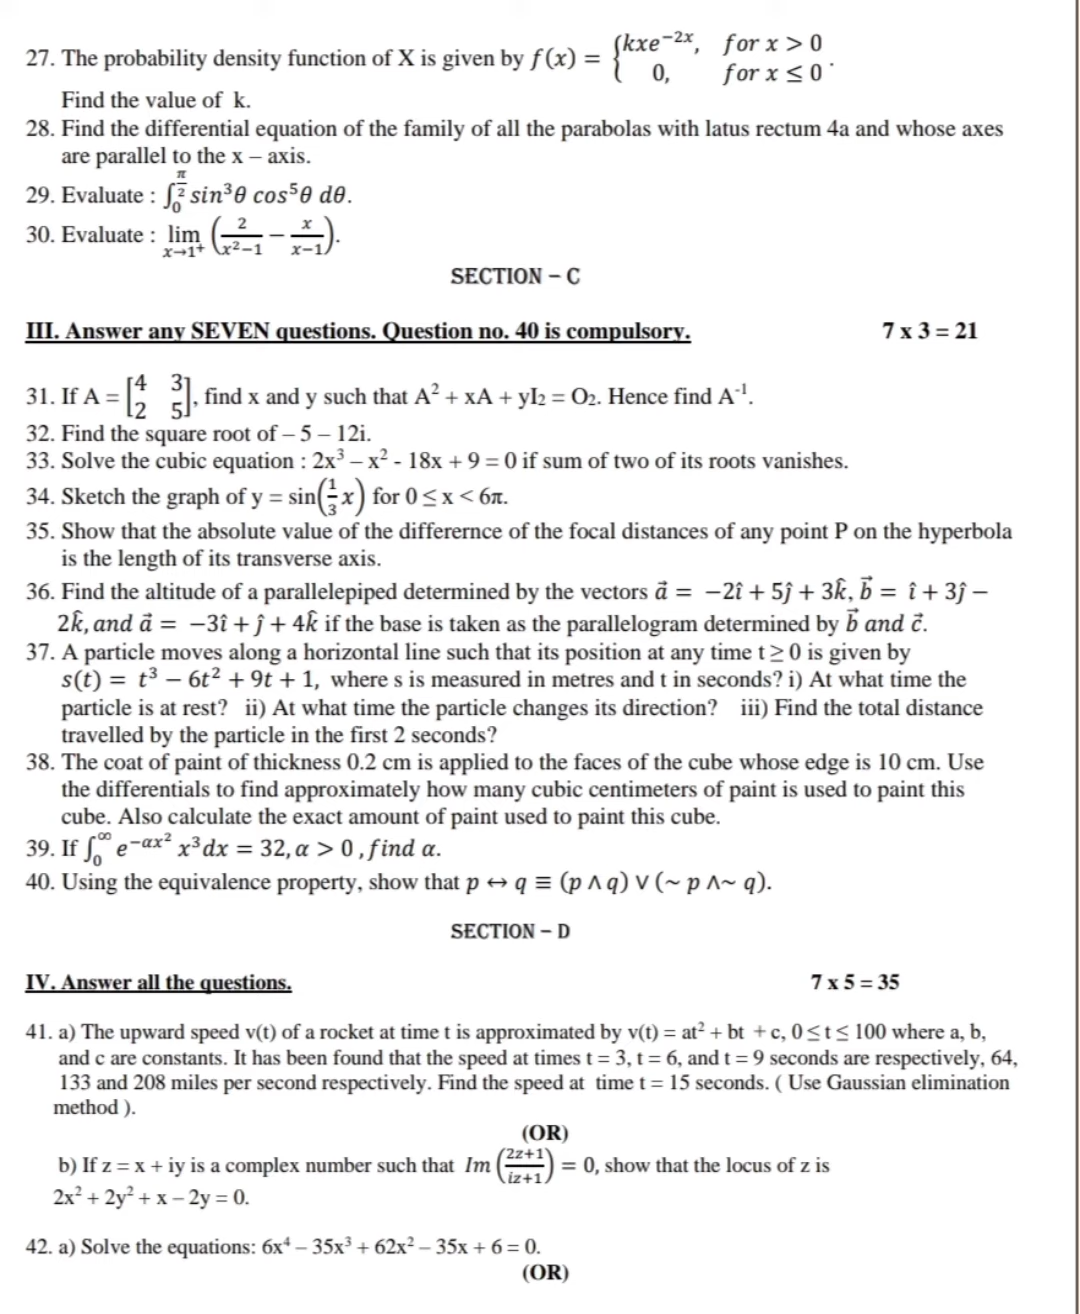 27. The probability density function of X is given by f(x) = { kxe⁻²ˣ, for x > 0
0, for x ≤ 0 .
Find the value of k.
28. Find the differential equation of the family of all the parabolas with latus rectum 4a and whose axes
are parallel to the x – axis.
29. Evaluate : ∫₀^(π/2) sin³θ cos⁵θ dθ.
30. Evaluate : lim x→1⁺ (2/(x²−1) − x/(x−1)).
SECTION – C
III. Answer any SEVEN questions. Question no. 40 is compulsory. 7 x 3 = 21
31. If A = [4 3; 2 5], find x and y such that A² + xA + yI₂ = O₂. Hence find A⁻¹.
32. Find the square root of – 5 – 12i.
33. Solve the cubic equation : 2x³ – x² - 18x + 9 = 0 if sum of two of its roots vanishes.
34. Sketch the graph of y = sin(1/3 x) for 0 ≤ x < 6π.
35. Show that the absolute value of the differernce of the focal distances of any point P on the hyperbola
is the length of its transverse axis.
36. Find the altitude of a parallelepiped determined by the vectors a⃗ = −2î + 5ĵ + 3k̂, b⃗ = î + 3ĵ −
2k̂, and a⃗ = −3î + ĵ + 4k̂ if the base is taken as the parallelogram determined by b⃗ and c⃗.
37. A particle moves along a horizontal line such that its position at any time t ≥ 0 is given by
s(t) = t³ − 6t² + 9t + 1, where s is measured in metres and t in seconds? i) At what time the
particle is at rest? ii) At what time the particle changes its direction? iii) Find the total distance
travelled by the particle in the first 2 seconds?
38. The coat of paint of thickness 0.2 cm is applied to the faces of the cube whose edge is 10 cm. Use
the differentials to find approximately how many cubic centimeters of paint is used to paint this
cube. Also calculate the exact amount of paint used to paint this cube.
39. If ∫₀^∞ e^(−αx²) x³dx = 32, α > 0 , find α.
40. Using the equivalence property, show that p ↔ q ≡ (p ∧ q) ∨ (~ p ∧~ q).
SECTION – D
IV. Answer all the questions. 7 x 5 = 35
41. a) The upward speed v(t) of a rocket at time t is approximated by v(t) = at² + bt + c, 0 ≤ t ≤ 100 where a, b,
and c are constants. It has been found that the speed at times t = 3, t = 6, and t = 9 seconds are respectively, 64,
133 and 208 miles per second respectively. Find the speed at time t = 15 seconds. ( Use Gaussian elimination
method ).
(OR)
b) If z = x + iy is a complex number such that Im ((2z+1)/(iz+1)) = 0, show that the locus of z is
2x² + 2y² + x – 2y = 0.
42. a) Solve the equations: 6x⁴ – 35x³ + 62x² – 35x + 6 = 0.
(OR)